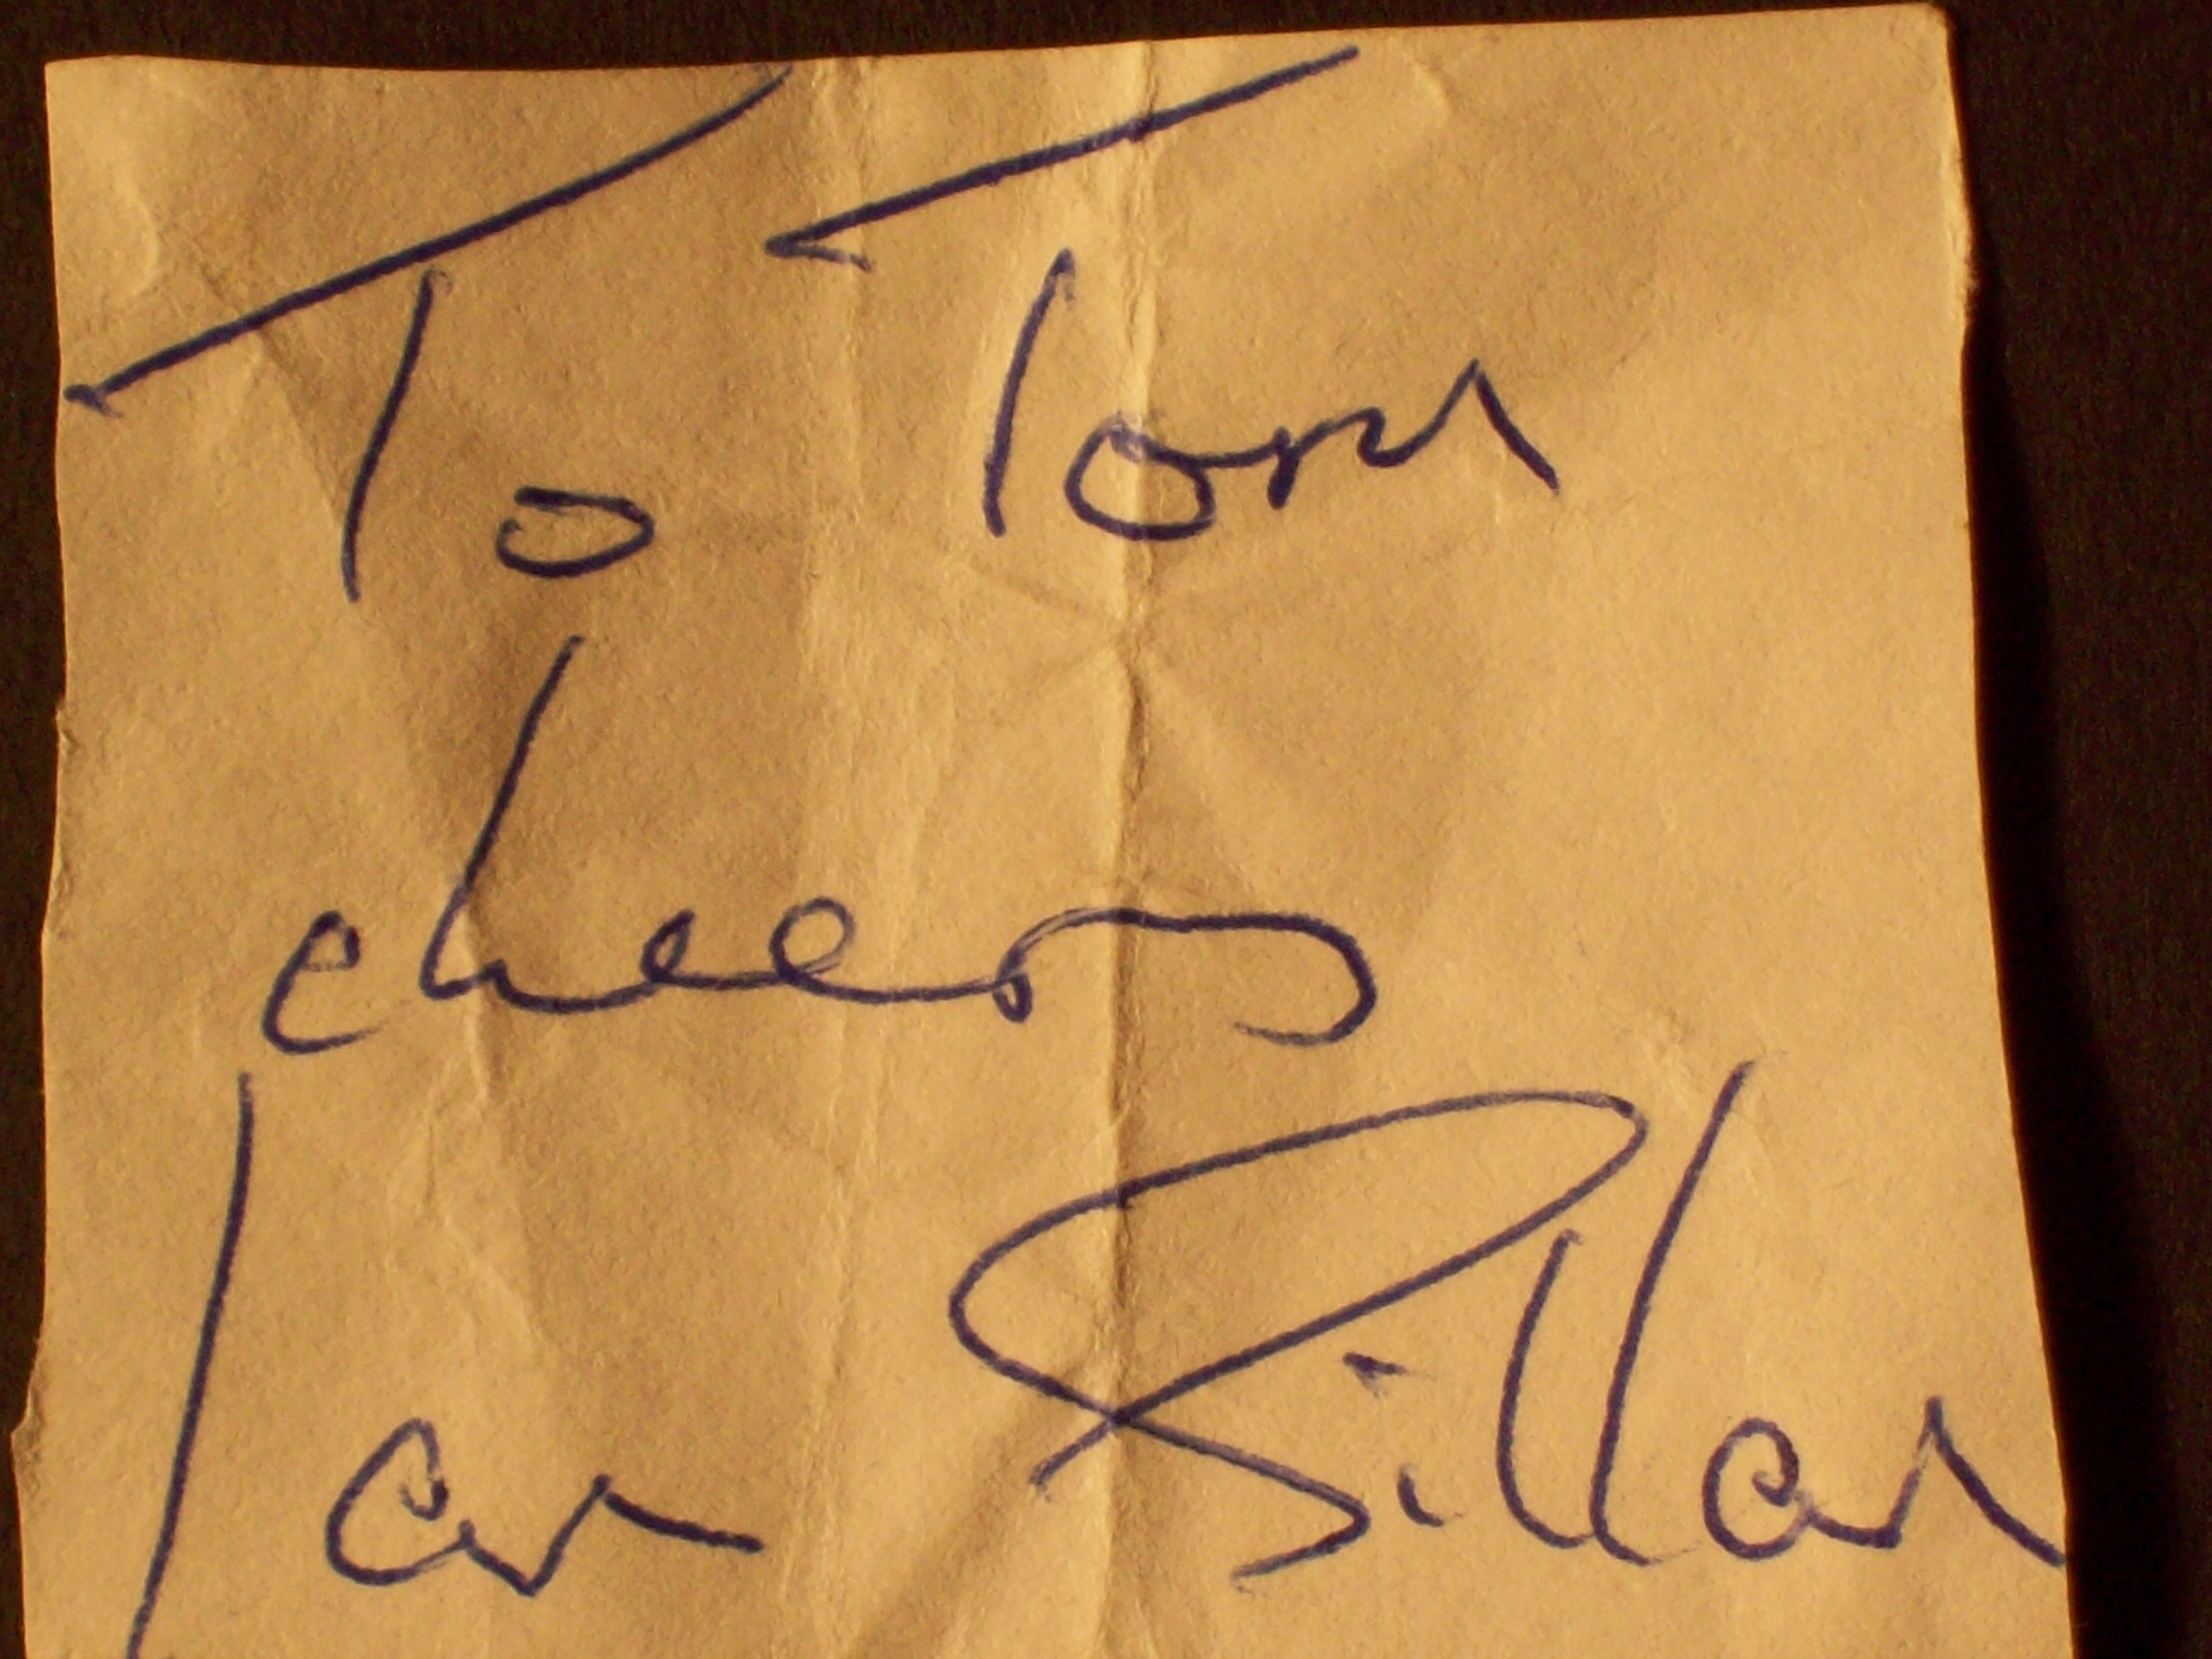 To Tom
cheers
Ian Gillan